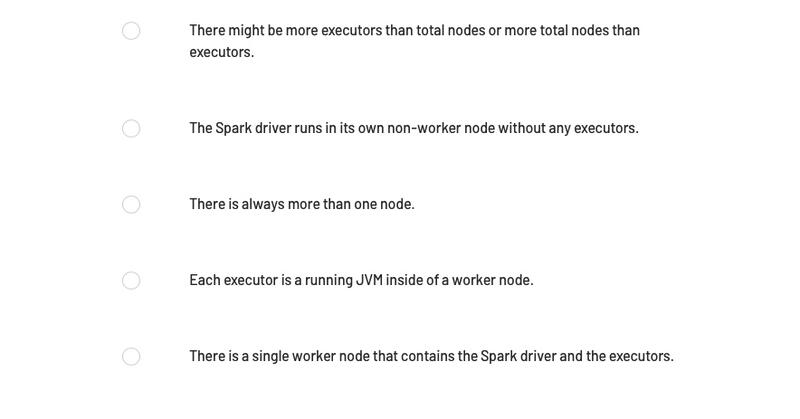 There might be more executors than total nodes or more total nodes than
executors.
The Spark driver runs in its own non-worker node without any executors.
There is always more than one node.
Each executor is a running JVM inside of a worker node.
There is a single worker node that contains the Spark driver and the executors.